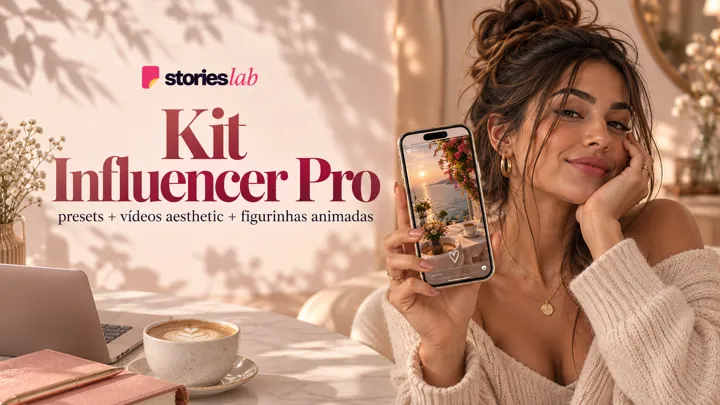 storieslab
Kit
Influencer Pro
presets + vídeos aesthetic + figurinhas animadas